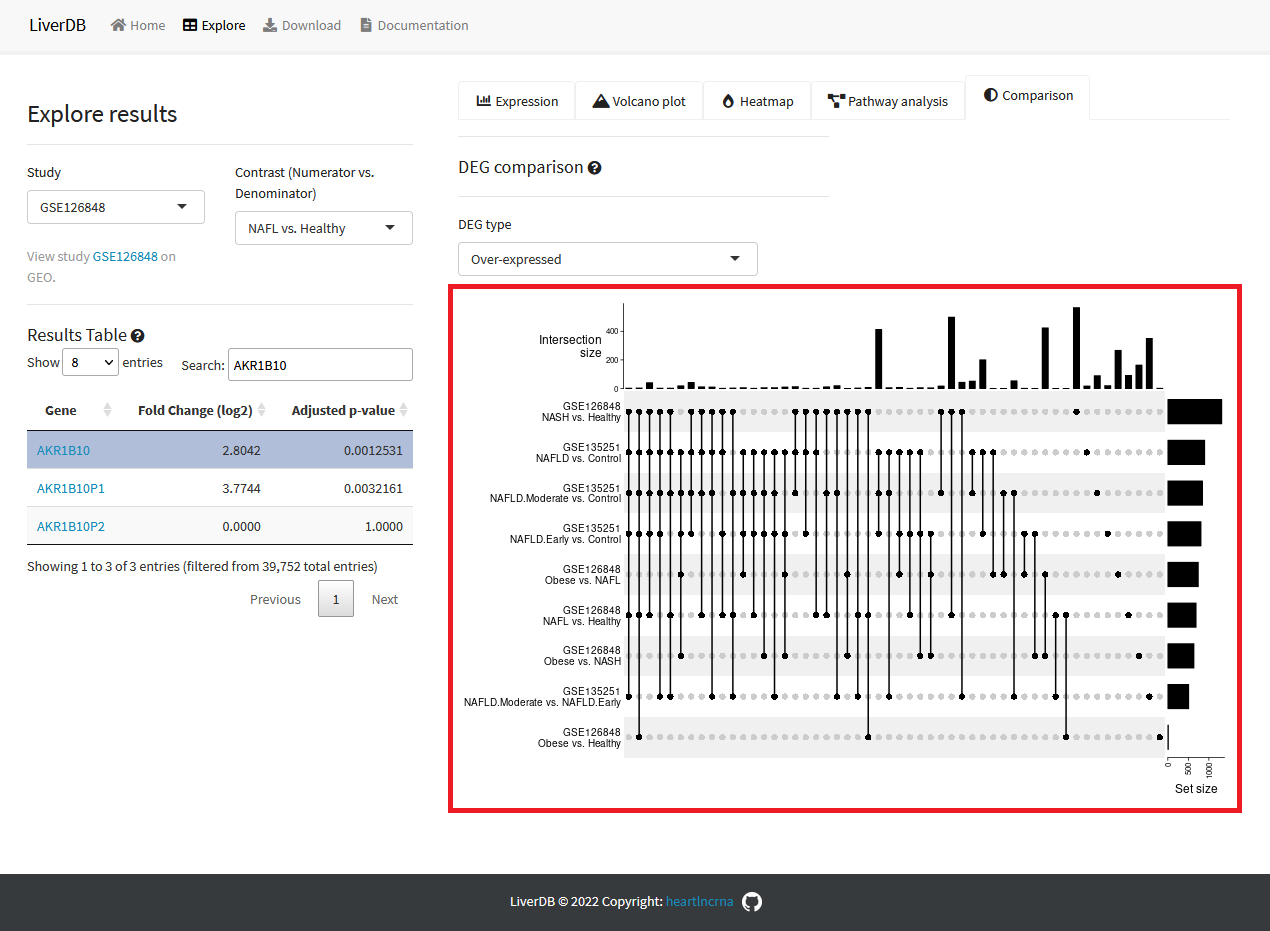 LiverDB Home Explore Download Documentation
Explore results
Study
GSE126848
View study GSE126848 on
GEO.
Contrast (Numerator vs.
Denominator)
NAFL vs. Healthy
Results Table
Show 8 entries Search: AKR1B10
Gene Fold Change (log2) Adjusted p-value
AKR1B10 2.8042 0.0012531
AKR1B10P1 3.7744 0.0032161
AKR1B10P2 0.0000 1.0000
Showing 1 to 3 of 3 entries (filtered from 39,752 total entries)
Previous 1 Next
Expression Volcano plot Heatmap Pathway analysis Comparison
DEG comparison
DEG type
Over-expressed
Intersection
size
400
200
0
GSE126848
NASH vs. Healthy
GSE135251
NAFLD vs. Control
GSE135251
NAFLD.Moderate vs. Control
GSE135251
NAFLD.Early vs. Control
GSE126848
Obese vs. NAFL
GSE126848
NAFL vs. Healthy
GSE126848
Obese vs. NASH
GSE135251
NAFLD.Moderate vs. NAFLD.Early
GSE126848
Obese vs. Healthy
0 500 1000
Set size
LiverDB © 2022 Copyright: heartlncrna